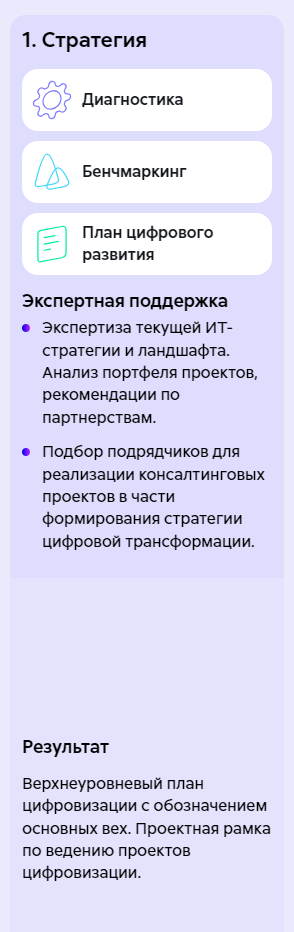 1. Стратегия
Диагностика
Бенчмаркинг
План цифрового
развития
Экспертная поддержка
Экспертиза текущей ИТ-
стратегии и ландшафта.
Анализ портфеля проектов,
рекомендации по
партнерствам.
Подбор подрядчиков для
реализации консалтинговых
проектов в части
формирования стратегии
цифровой трансформации.
Результат
Верхнеуровневый план
цифровизации с обозначением
основных вех. Проектная рамка
по ведению проектов
цифровизации.